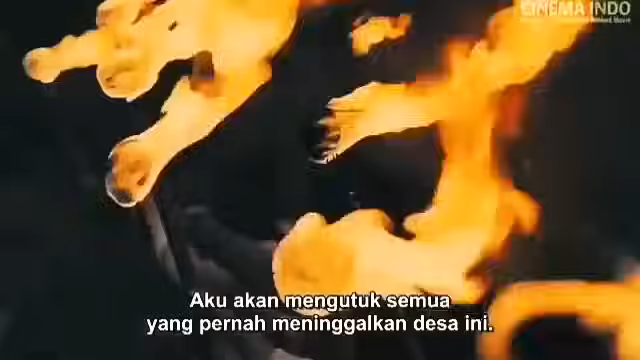 CINEMA INDO
Aku akan mengutuk semua
yang pernah meninggalkan desa ini.